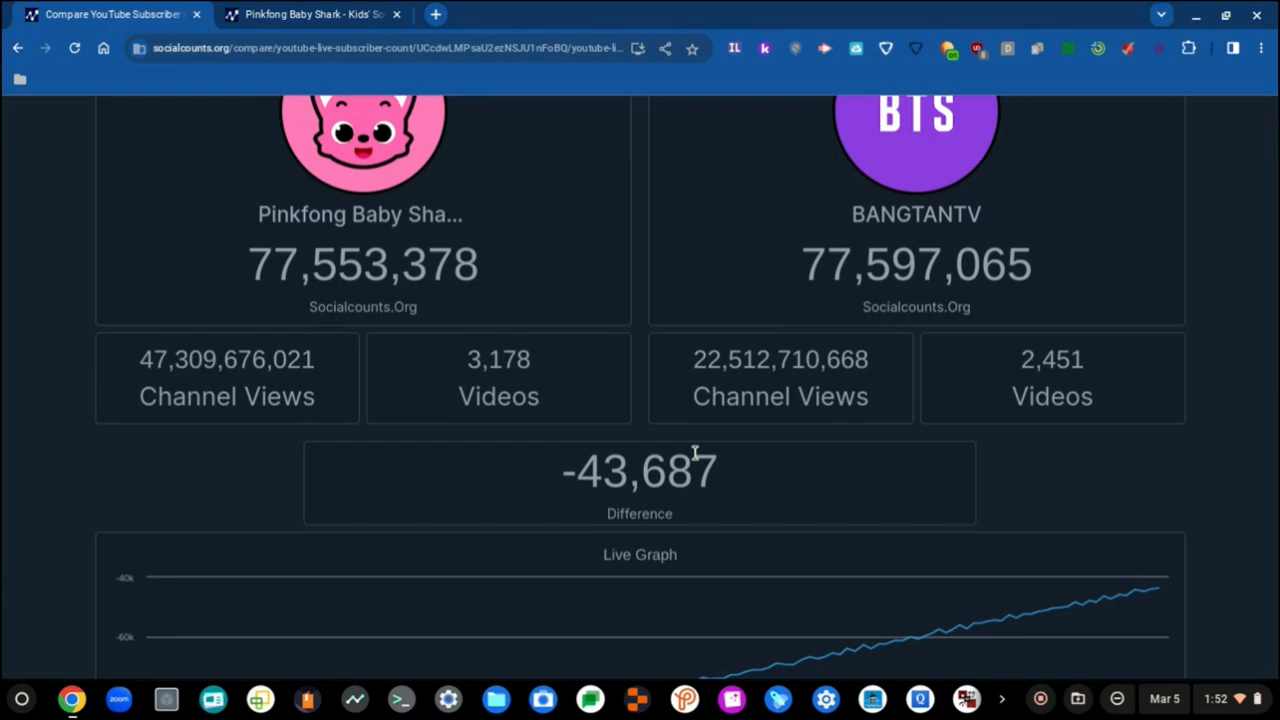 Compare YouTube Subscriber
Pinkfong Baby Shark - Kids' So
socialcounts.org/compare/youtube-live-subscriber-count/UCcdwLMPsaU2ezNSJU1nFoBQ/youtube-li...
BTS
Pinkfong Baby Sha...
BANGTANTV
77,553,378
77,597,065
Socialcounts.Org
Socialcounts.Org
47,309,676,021
3,178
22,512,710,668
2,451
Channel Views
Videos
Channel Views
Videos
-43,687
Difference
Live Graph
-40k
-60k
zoom
Mar 5
1:52